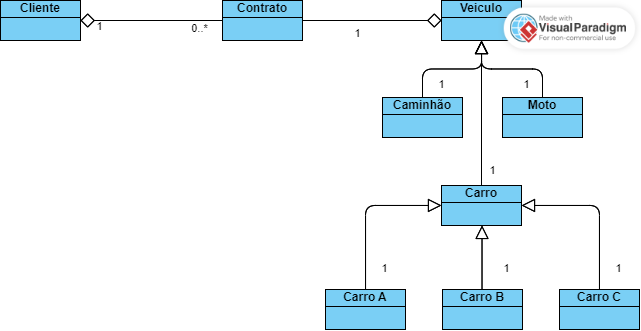 Cliente
Contrato
Veiculo
Made with
Visual Paradigm
For non-commercial use
1
0..*
1
1
1
Caminhão
Moto
1
Carro
1
1
1
Carro A
Carro B
Carro C